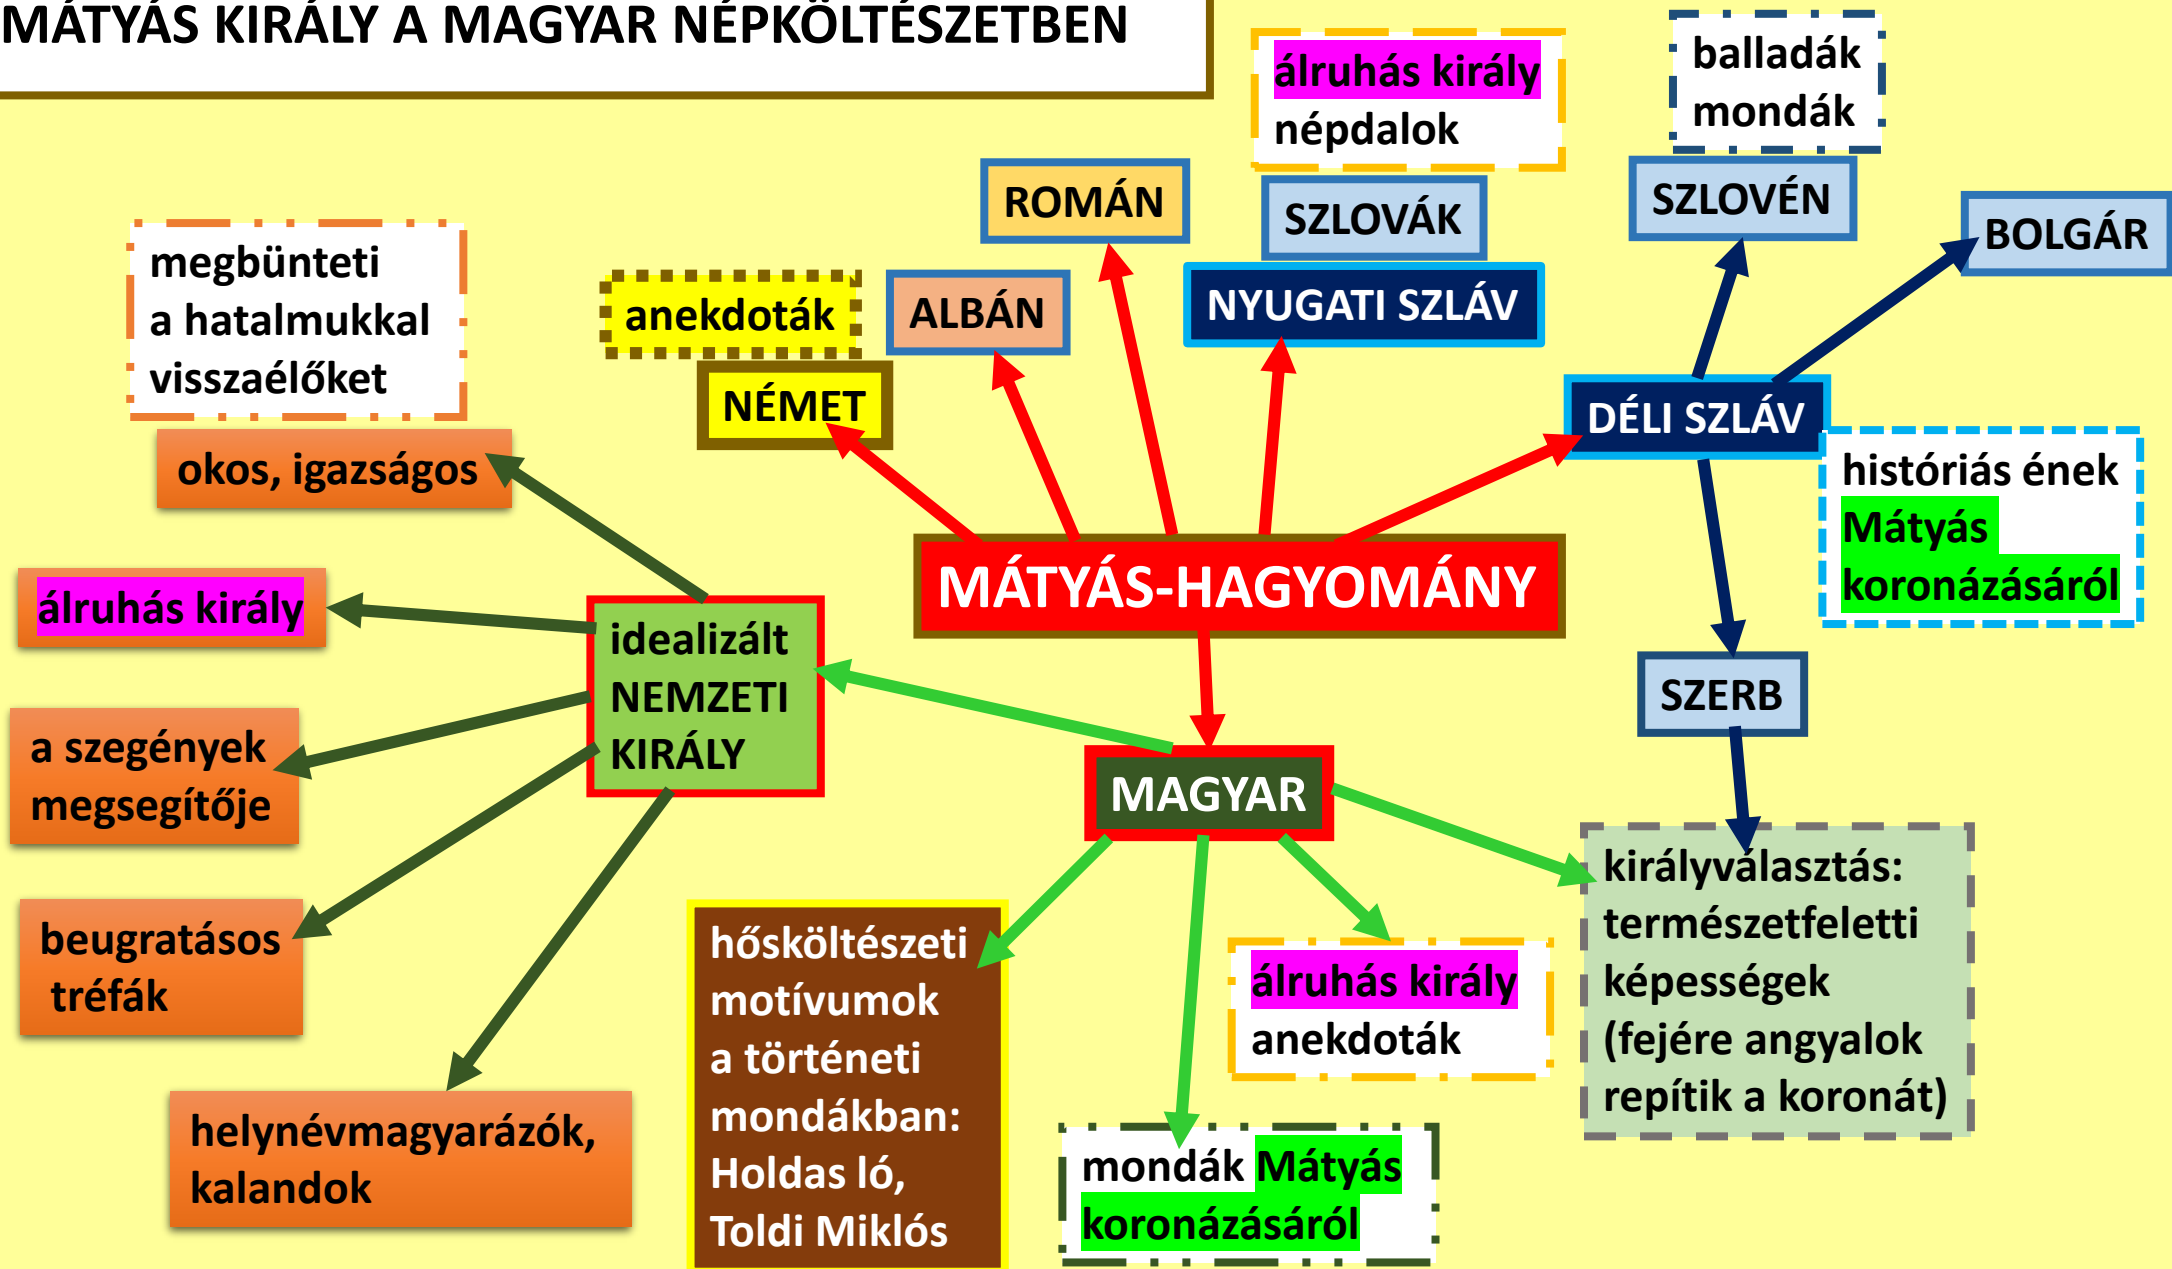 MÁTYÁS KIRÁLY A MAGYAR NÉPKÖLTÉSZETBEN
álruhás király
népdalok
balladák
mondák
ROMÁN
SZLOVÁK
SZLOVÉN
BOLGÁR
megbünteti
a hatalmukkal
visszaélőket
anekdoták
ALBÁN
NYUGATI SZLÁV
NÉMET
DÉLI SZLÁV
okos, igazságos
históriás ének
Mátyás
koronázásáról
MÁTYÁS-HAGYOMÁNY
álruhás király
idealizált
NEMZETI
KIRÁLY
SZERB
a szegények
megsegítője
MAGYAR
királyválasztás:
természetfeletti
képességek
(fejére angyalok
repítik a koronát)
beugratásos
tréfák
hősköltészeti
motívumok
a történeti
mondákban:
Holdas ló,
Toldi Miklós
álruhás király
anekdoták
helynévmagyarázók,
kalandok
mondák Mátyás
koronázásáról